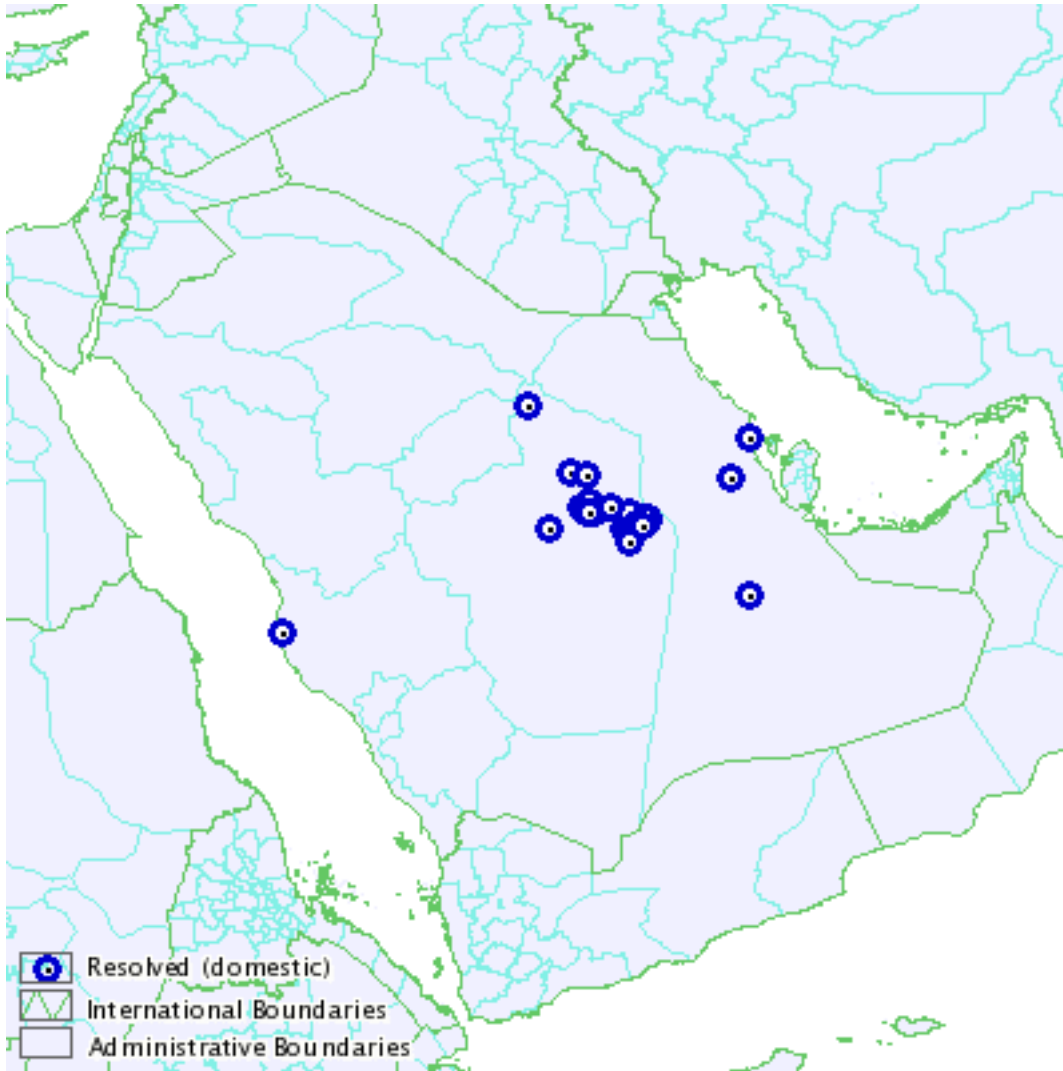 Resolved (domestic)
International Boundaries
Administrative Boundaries